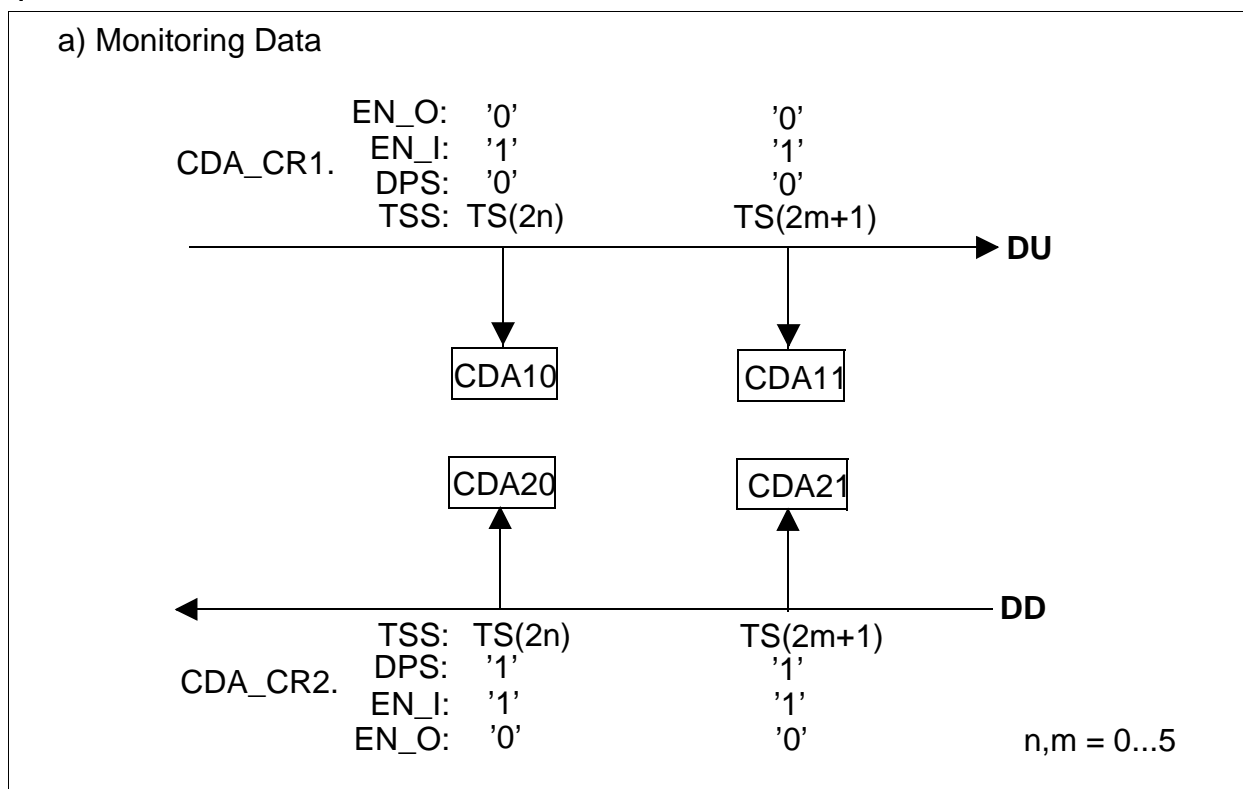 a) Monitoring Data
EN_O: '0' '0'
EN_I: '1' '1'
CDA_CR1.
DPS: '0' '0'
TSS: TS(2n) TS(2m+1)
DU
CDA10 CDA11
CDA20 CDA21
DD
TSS: TS(2n) TS(2m+1)
DPS: '1' '1'
CDA_CR2.
EN_I: '1' '1'
EN_O: '0' '0' n,m = 0...5